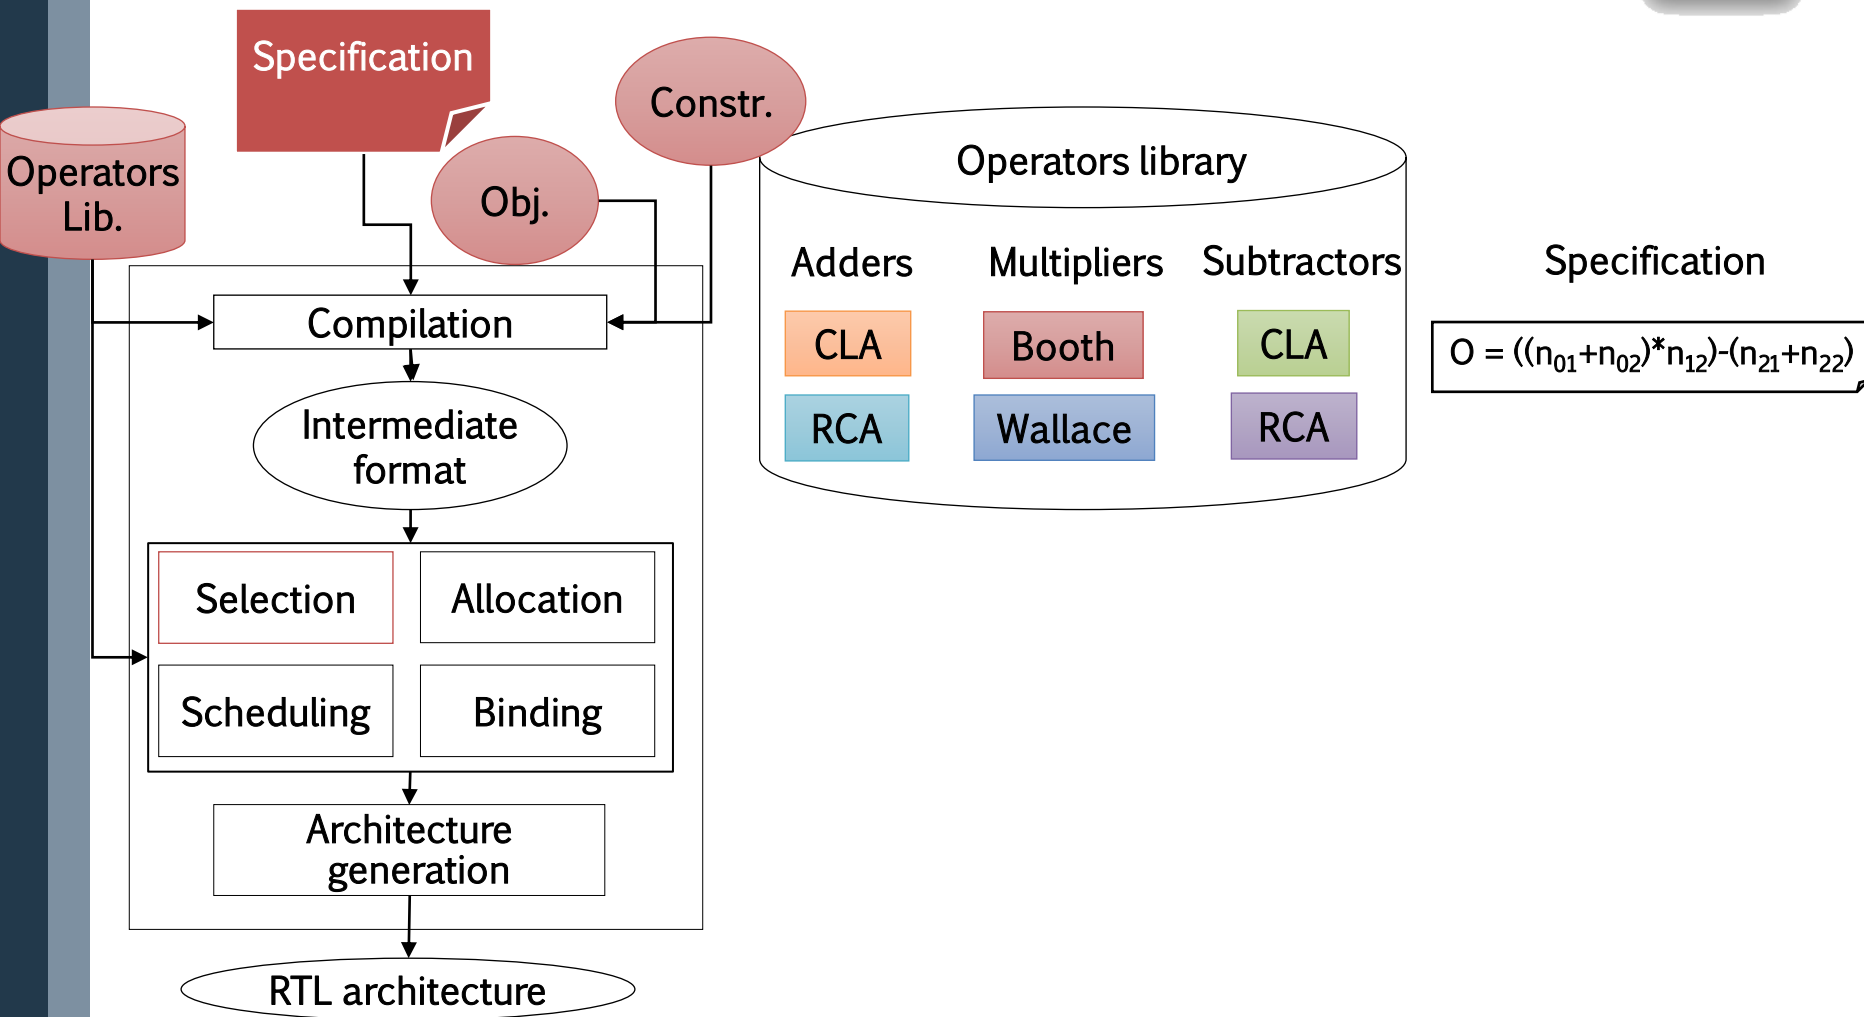 Specification
Constr.
Operators
Lib.
Obj.
Compilation
Intermediate
format
Selection
Allocation
Scheduling
Binding
Architecture
generation
RTL architecture
Operators library
Adders
Multipliers
Subtractors
CLA
Booth
CLA
RCA
Wallace
RCA
Specification
O = ((n₀₁+n₀₂)*n₁₂)-(n₂₁+n₂₂)